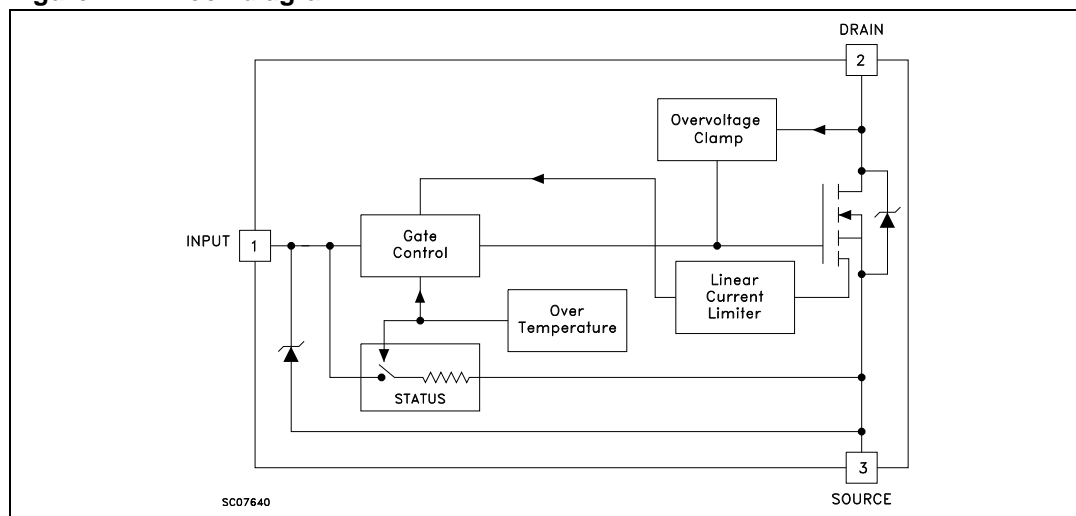 DRAIN
2
Overvoltage
Clamp
INPUT
1
Gate
Control
Linear
Current
Limiter
Over
Temperature
STATUS
3
SOURCE
SC07640